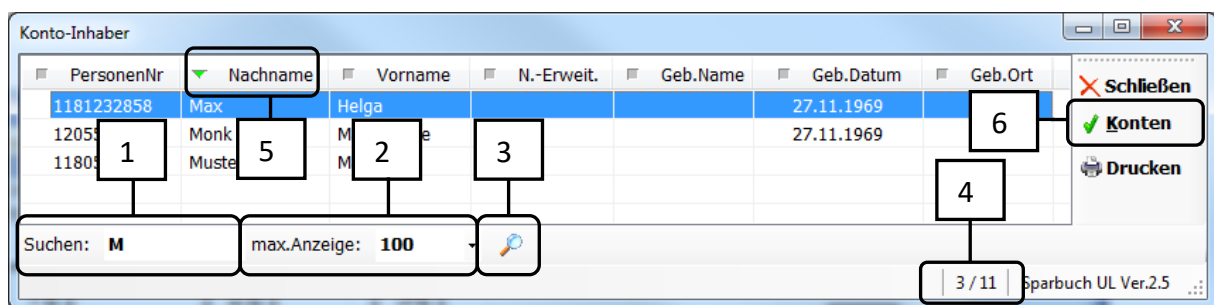 Konto-Inhaber
PersonenNr Nachname Vorname N.-Erweit. Geb.Name Geb.Datum Geb.Ort
Schließen
1181232858 Max Helga 27.11.1969
6
Konten
Monk 27.11.1969
1 5 2 3
Drucken
4
Suchen: M max.Anzeige: 100
3 / 11 Sparbuch UL Ver.2.5